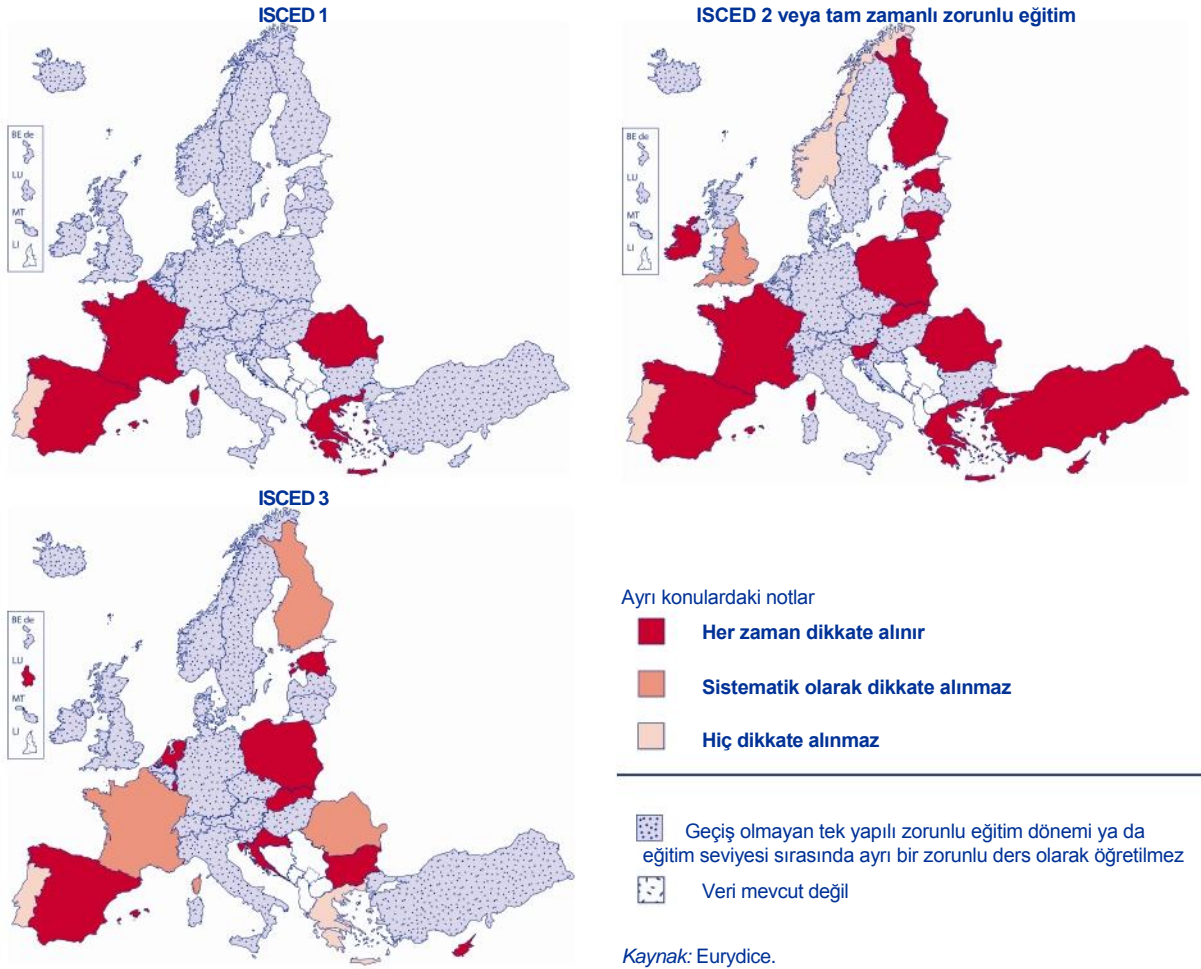 ISCED 1
BE de
LU
MT
LI
ISCED 2 veya tam zamanlı zorunlu eğitim
BE de
LU
MT
LI
ISCED 3
BE de
LU
MT
LI
Ayrı konulardaki notlar
Her zaman dikkate alınır
Sistematik olarak dikkate alınmaz
Hiç dikkate alınmaz
Geçiş olmayan tek yapılı zorunlu eğitim dönemi ya da
eğitim seviyesi sırasında ayrı bir zorunlu ders olarak öğretilmez
Veri mevcut değil
Kaynak: Eurydice.